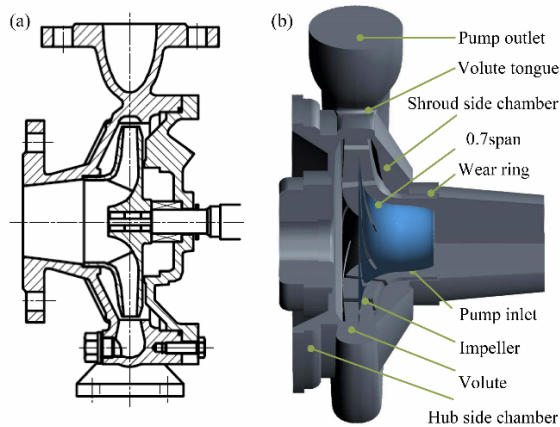 (a)
(b)
Pump outlet
Volute tongue
Shroud side chamber
0.7span
Wear ring
Pump inlet
Impeller
Volute
Hub side chamber